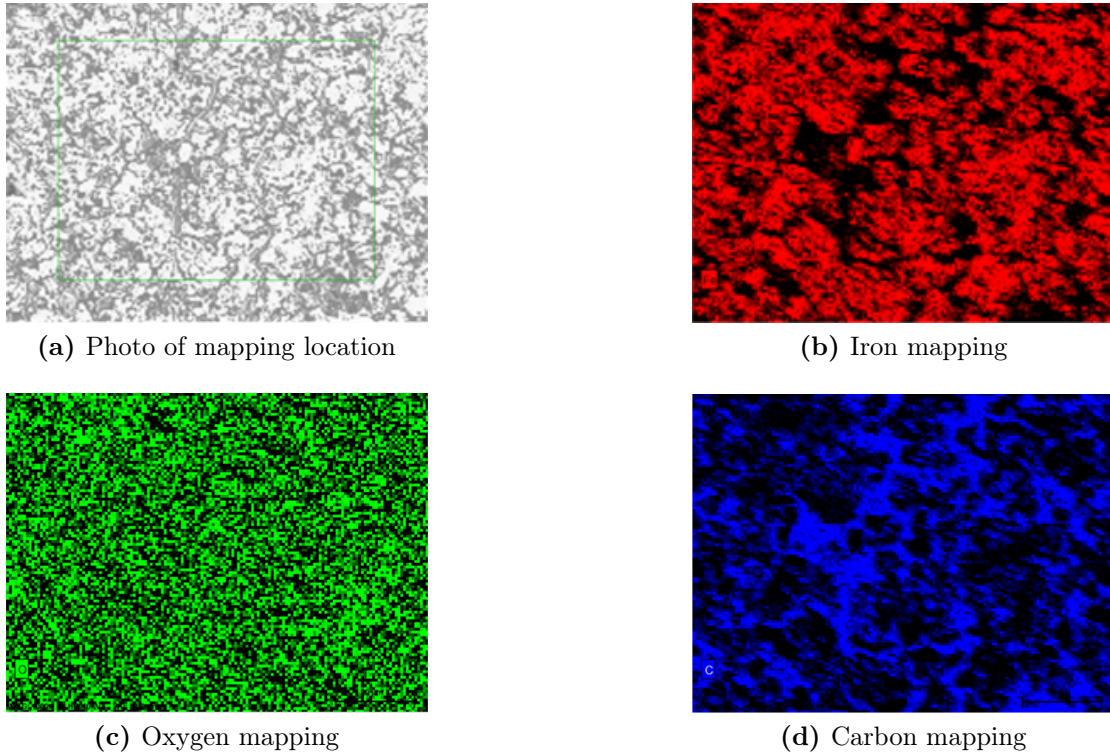 (a) Photo of mapping location
(b) Iron mapping
O
(c) Oxygen mapping
C
(d) Carbon mapping